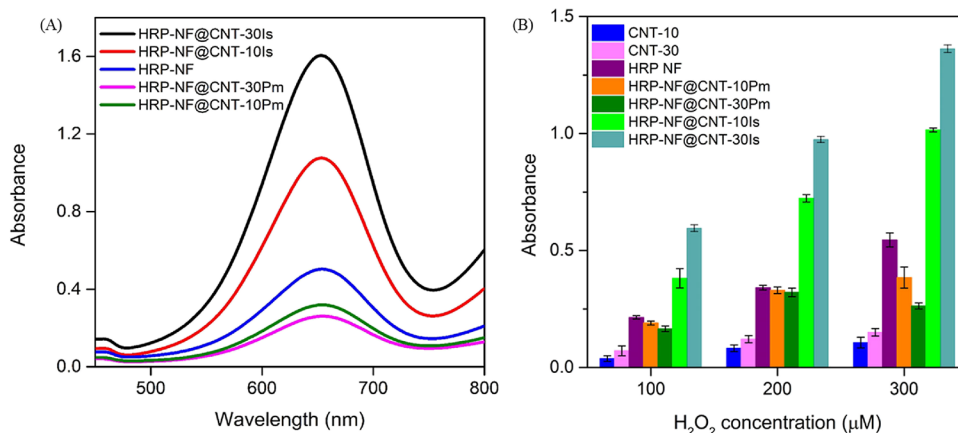 (A)
HRP-NF@CNT-30Is
HRP-NF@CNT-10Is
HRP-NF
HRP-NF@CNT-30Pm
HRP-NF@CNT-10Pm
1.6
1.2
0.8
0.4
0.0
Absorbance
500
600
700
800
Wavelength (nm)
(B)
CNT-10
CNT-30
HRP NF
HRP-NF@CNT-10Pm
HRP-NF@CNT-30Pm
HRP-NF@CNT-10Is
HRP-NF@CNT-30Is
1.5
1.0
0.5
0.0
Absorbance
100
200
300
H₂O₂ concentration (μM)